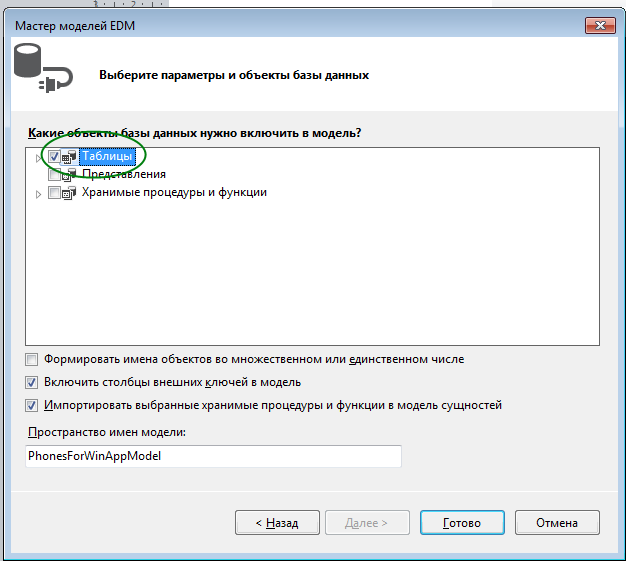 Мастер моделей EDM
Выберите параметры и объекты базы данных
Какие объекты базы данных нужно включить в модель?
Таблицы
Представления
Хранимые процедуры и функции
Формировать имена объектов во множественном или единственном числе
Включить столбцы внешних ключей в модель
Импортировать выбранные хранимые процедуры и функции в модель сущностей
Пространство имен модели:
PhonesForWinAppModel
< Назад
Далее >
Готово
Отмена